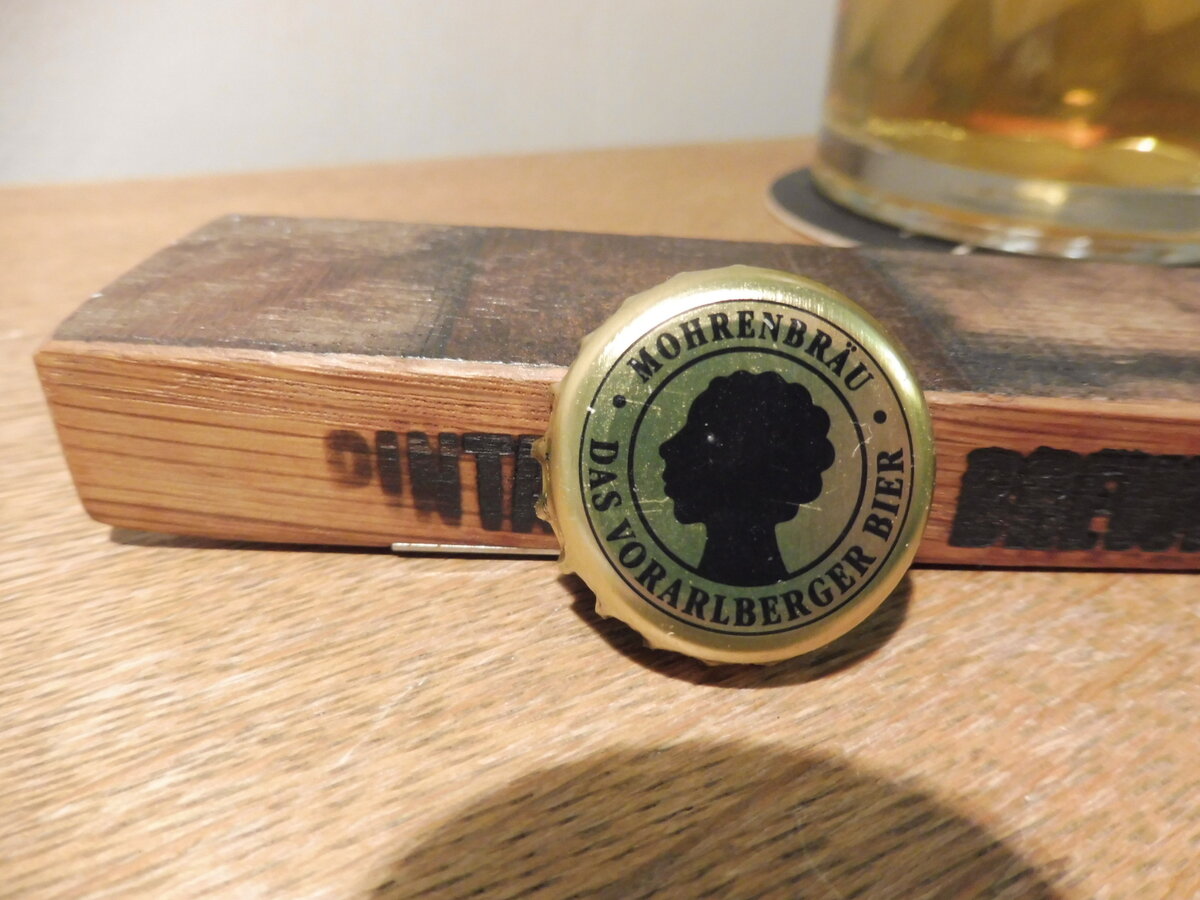 MOHRENBRÄU
DAS VORARLBERGER BIER